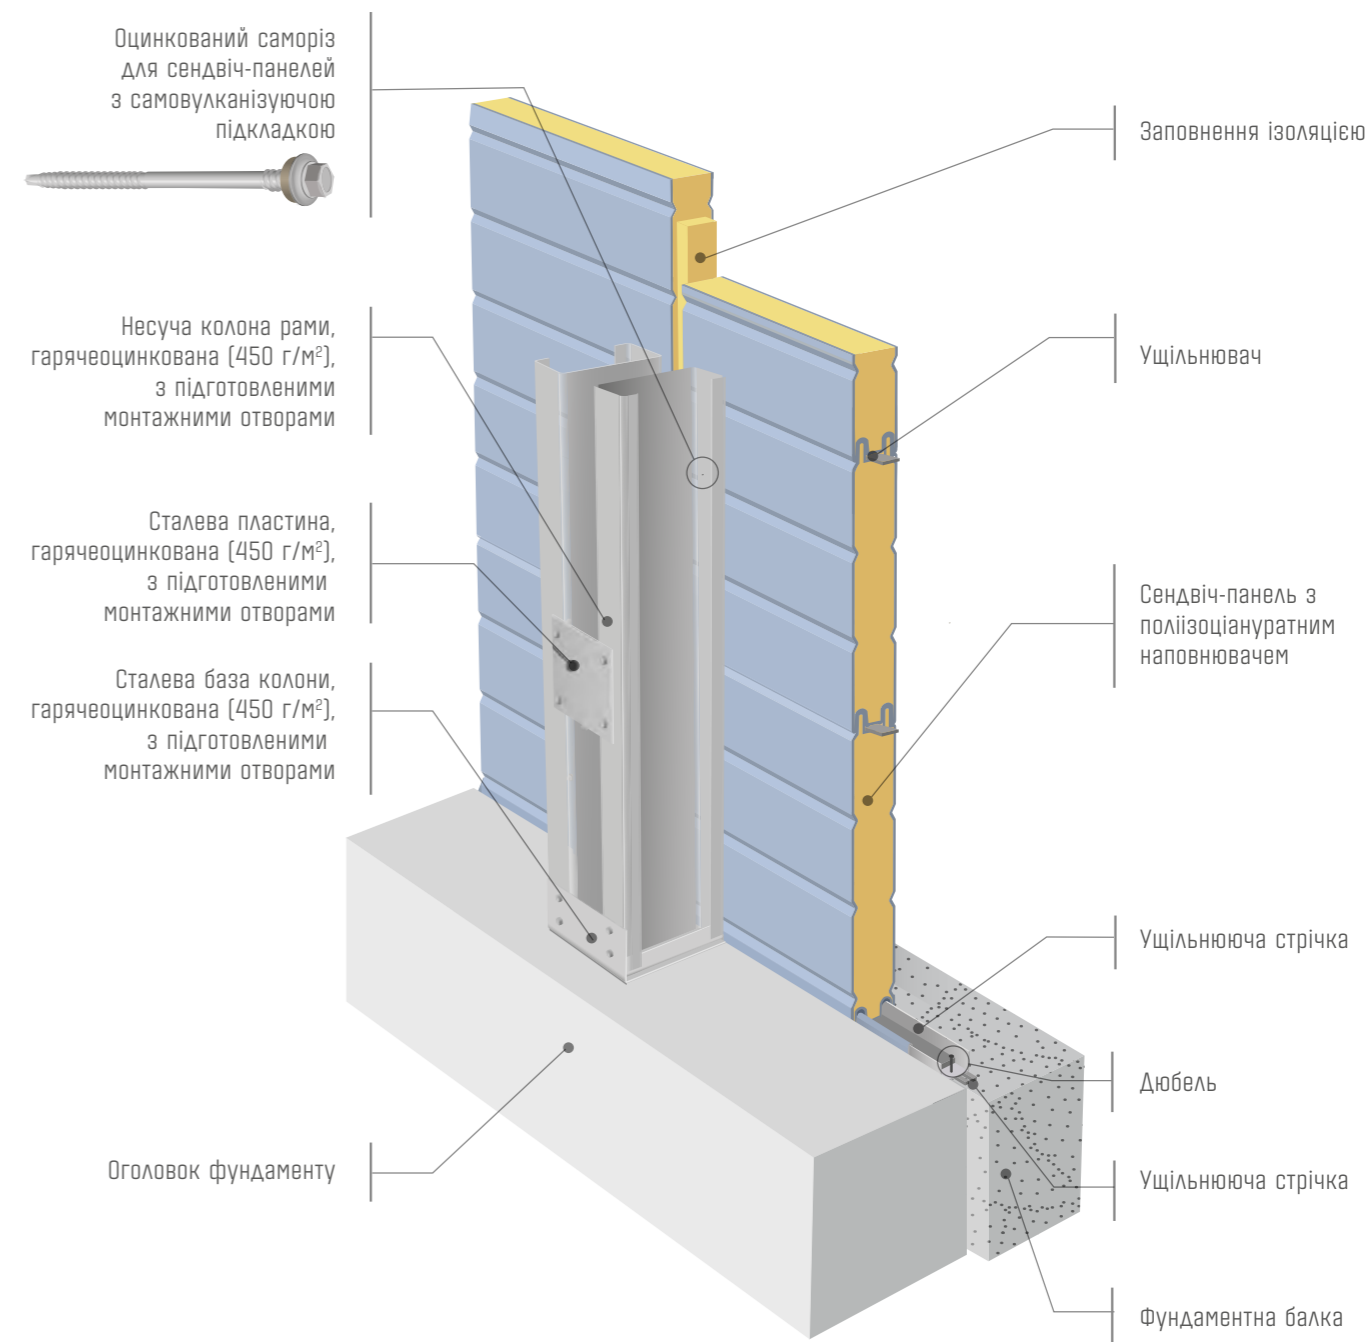 Оцинкований саморіз
для сендвіч-панелей
з самовулканізуючою
підкладкою
Несуча колона рами,
гарячеоцинкована (450 г/м²),
з підготовленими
монтажними отворами
Сталева пластина,
гарячеоцинкована (450 г/м²),
з підготовленими
монтажними отворами
Сталева база колони,
гарячеоцинкована (450 г/м²),
з підготовленими
монтажними отворами
Оголовок фундаменту
Заповнення ізоляцією
Ущільнювач
Сендвіч-панель з
поліізоціануратним
наповнювачем
Ущільнююча стрічка
Дюбель
Ущільнююча стрічка
Фундаментна балка